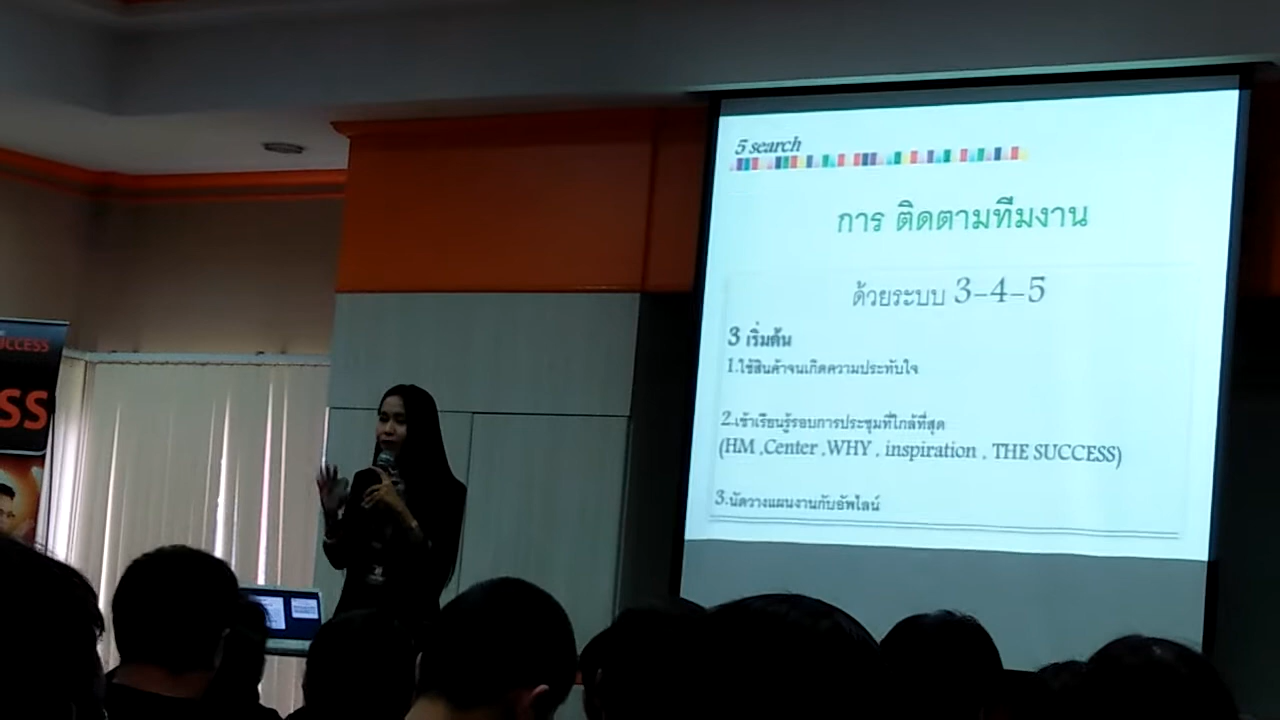 UCCESS
SS
5 search
การ ติดตามทีมงาน
ด้วยระบบ 3-4-5
3 เริ่มต้น
1.ใช้สินค้าจนเกิดความประทับใจ
2.เข้าเรียนรู้รอบการประชุมที่ใกล้ที่สุด
(HM ,Center ,WHY , inspiration , THE SUCCESS)
3.นัดวางแผนงานกับอัพไลน์